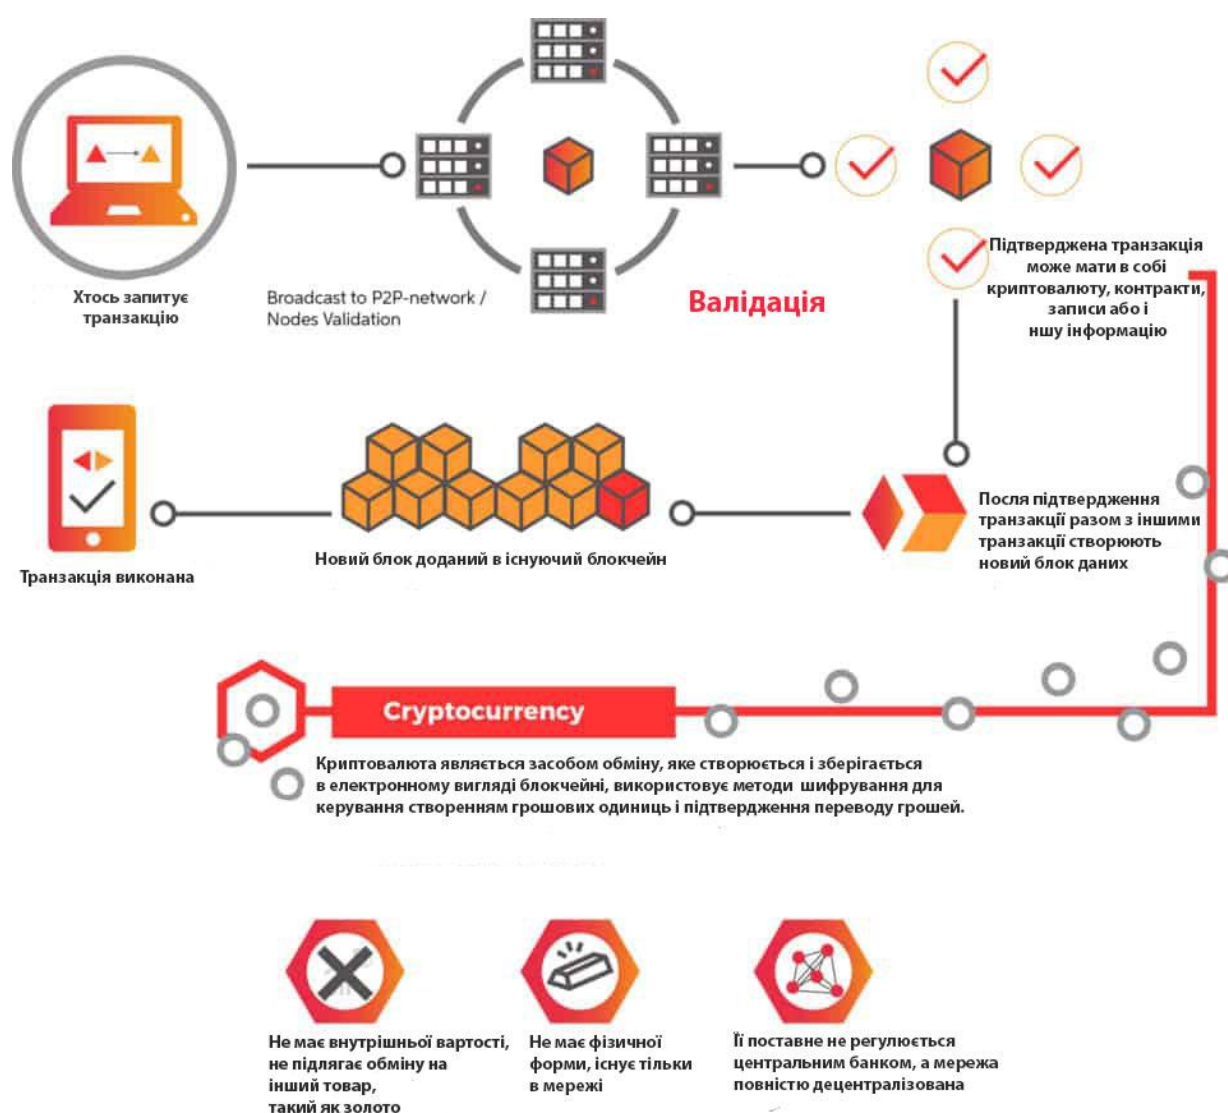 Хтось запитує
транзакцію
Broadcast to P2P-network /
Nodes Validation
Валідація
Підтверджена транзакція
може мати в собі
криптовалюту, контракти,
записи або і
ншу інформацію
Транзакція виконана
Новий блок доданий в існуючий блокчейн
После підтвердження
транзакції разом з іншими
транзакції створюють
новий блок даних
Cryptocurrency
Криптовалюта являється засобом обміну, яке створюється і зберігається
в електронному вигляді блокчейні, використовує методи шифрування для
керування створенням грошових одиниць і підтвердження переводу грошей.
Не має внутрішньої вартості,
не підлягає обміну на
інший товар,
такий як золото
Не має фізичної
форми, існує тільки
в мережі
Її поставне не регулюється
центральним банком, а мережа
повністю децентралізована